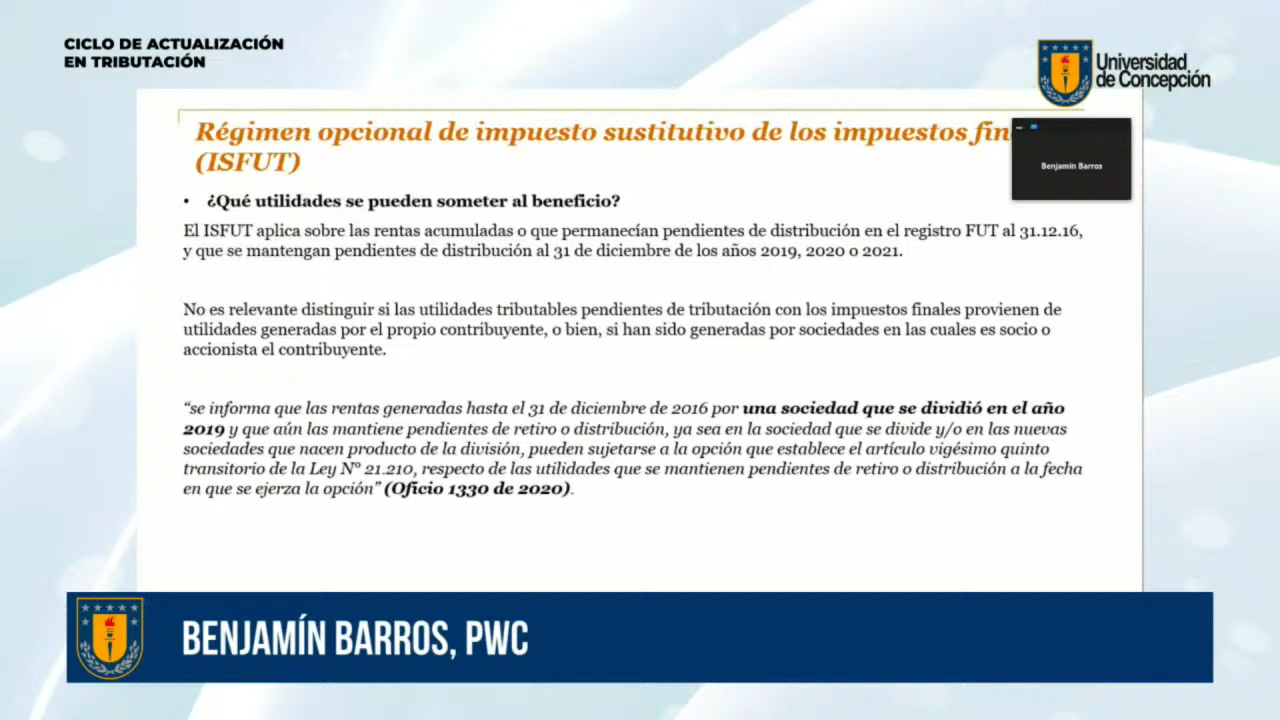 CICLO DE ACTUALIZACIÓN
EN TRIBUTACIÓN
Universidad
de Concepción
Régimen opcional de impuesto sustitutivo de los impuestos
(ISFUT)
Benjamín Barros
• ¿Qué utilidades se pueden someter al beneficio?
El ISFUT aplica sobre las rentas acumuladas o que permanecían pendientes de distribución en el registro FUT al 31.12.16,
y que se mantengan pendientes de distribución al 31 de diciembre de los años 2019, 2020 o 2021.
No es relevante distinguir si las utilidades tributables pendientes de tributación con los impuestos finales provienen de
utilidades generadas por el propio contribuyente, o bien, si han sido generadas por sociedades en las cuales es socio o
accionista el contribuyente.
“se informa que las rentas generadas hasta el 31 de diciembre de 2016 por una sociedad que se dividió en el año
2019 y que aún las mantiene pendientes de retiro o distribución, ya sea en la sociedad que se divide y/o en las nuevas
sociedades que nacen producto de la división, pueden sujetarse a la opción que establece el artículo vigésimo quinto
transitorio de la Ley N° 21.210, respecto de las utilidades que se mantienen pendientes de retiro o distribución a la fecha
en que se ejerza la opción” (Oficio 1330 de 2020).
BENJAMÍN BARROS, PWC